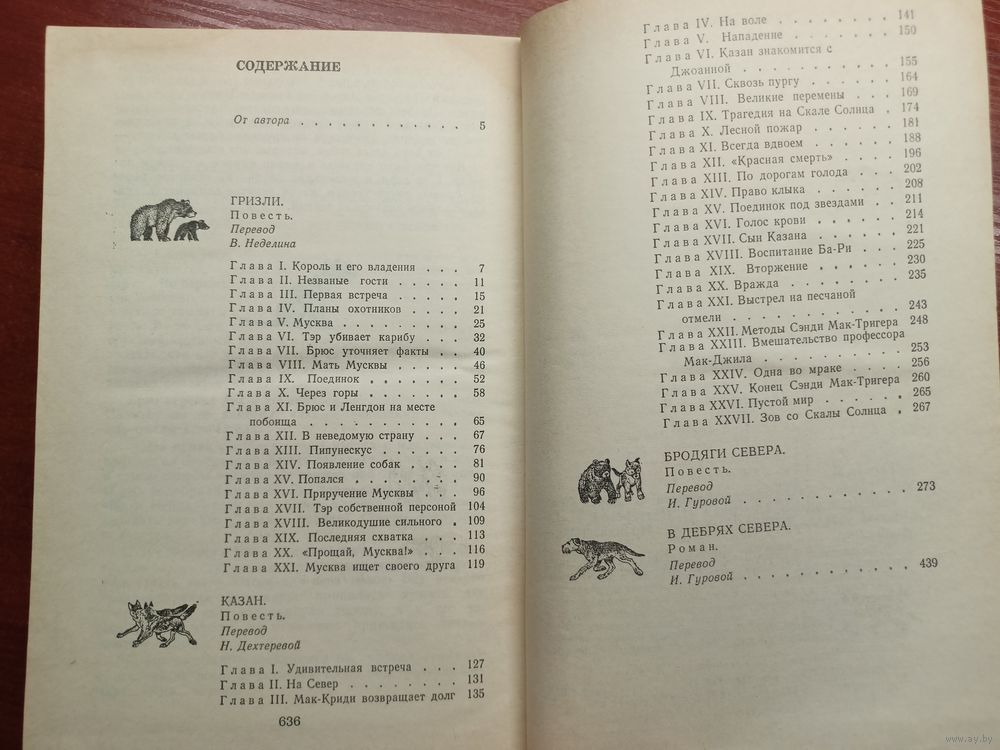 СОДЕРЖАНИЕ
От автора . . . . . . . . . . . . 5
ГРИЗЛИ.
Повесть.
Перевод
В. Неделина
Глава I. Король и его владения . . . 7
Глава II. Незваные гости . . . . . 11
Глава III. Первая встреча . . . . . 15
Глава IV. Планы охотников . . . . 21
Глава V. Мусква . . . . . . . . . 25
Глава VI. Тэр убивает карибу . . . 32
Глава VII. Брюс уточняет факты . . 40
Глава VIII. Мать Мусквы . . . . . 46
Глава IX. Поединок . . . . . . . 52
Глава X. Через горы . . . . . . . 58
Глава XI. Брюс и Ленгдон на месте
побоища . . . . . . . . . . . 65
Глава XII. В неведомую страну . . . 67
Глава XIII. Пипунескус . . . . . . 76
Глава XIV. Появление собак . . . . 81
Глава XV. Попался . . . . . . . . 90
Глава XVI. Приручение Мусквы . . . 96
Глава XVII. Тэр собственной персоной 104
Глава XVIII. Великодушие сильного . 109
Глава XIX. Последняя схватка . . . 113
Глава XX. «Прощай, Мусква!» . . . 116
Глава XXI. Мусква ищет своего друга 119
КАЗАН.
Повесть.
Перевод
Н. Дехтеревой
Глава I. Удивительная встреча . . . 127
Глава II. На Север . . . . . . . . 131
Глава III. Мак-Криди возвращает долг 135
636
Глава IV. На воле . . . . . . . . 141
Глава V. Нападение . . . . . . . 150
Глава VI. Казан знакомится с
Джоанной . . . . . . . . . . . 155
Глава VII. Сквозь пургу . . . . . . 164
Глава VIII. Великие перемены . . . . 169
Глава IX. Трагедия на Скале Солнца . 174
Глава X. Лесной пожар . . . . . . 181
Глава XI. Всегда вдвоем . . . . . . 188
Глава XII. «Красная смерть» . . . . 196
Глава XIII. По дорогам голода . . . 202
Глава XIV. Право клыка . . . . . . 208
Глава XV. Поединок под звездами . . 211
Глава XVI. Голос крови . . . . . . 214
Глава XVII. Сын Казана . . . . . . 221
Глава XVIII. Воспитание Ба-Ри . . . 225
Глава XIX. Вторжение . . . . . . 230
Глава XX. Вражда . . . . . . . . 235
Глава XXI. Выстрел на песчаной
отмели . . . . . . . . . . . . 243
Глава XXII. Методы Сэнди Мак-Тригера 248
Глава XXIII. Вмешательство профессора
Мак-Джила . . . . . . . . . . 253
Глава XXIV. Одна во мраке . . . . 256
Глава XXV. Конец Сэнди Мак-Тригера 260
Глава XXVI. Пустой мир . . . . . . 265
Глава XXVII. Зов со Скалы Солнца . 267
БРОДЯГИ СЕВЕРА.
Повесть.
Перевод
И. Гуровой . . . . . . . . . . . 273
В ДЕБРЯХ СЕВЕРА.
Роман.
Перевод
И. Гуровой . . . . . . . . . . . 439
www.ay.by